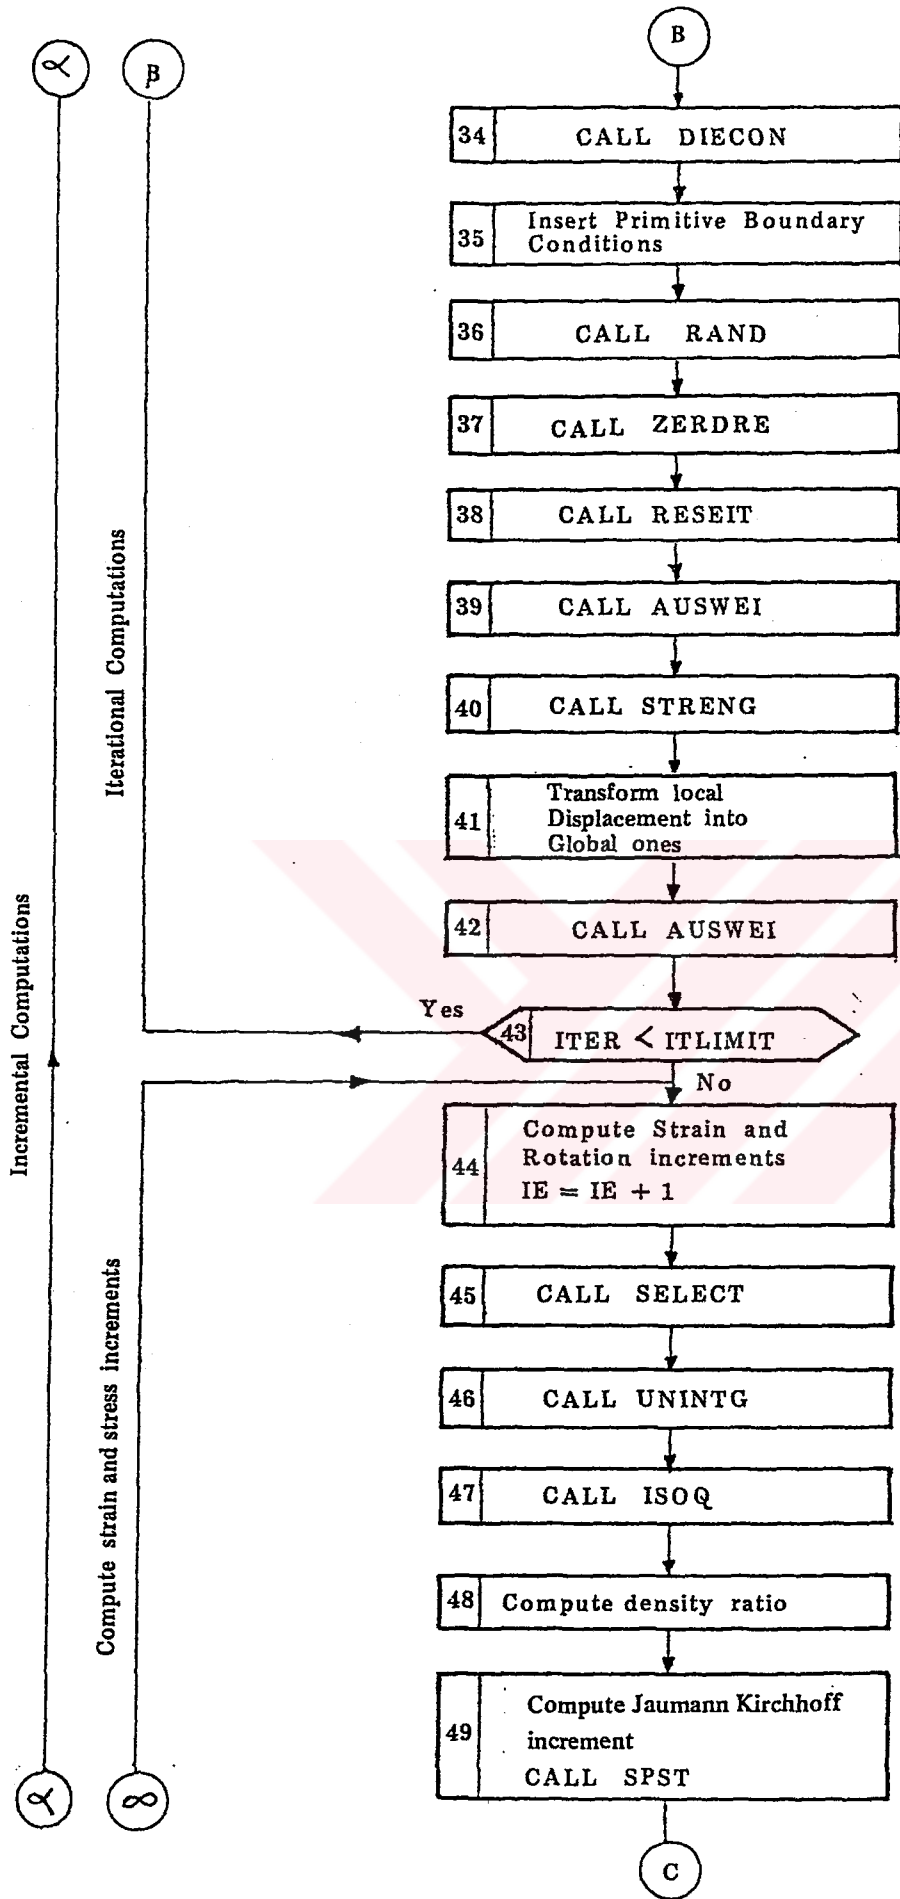 B
α
β
34 CALL DIECON
35 Insert Primitive Boundary
Conditions
36 CALL RAND
37 CALL ZERDRE
38 CALL RESEIT
39 CALL AUSWEI
40 CALL STRENG
41 Transform local
Displacement into
Global ones
42 CALL AUSWEI
Yes
43 ITER < ITLIMIT
No
44 Compute Strain and
Rotation increments
IE = IE + 1
45 CALL SELECT
46 CALL UNINTG
47 CALL ISOQ
48 Compute density ratio
49 Compute Jaumann Kirchhoff
increment
CALL SPST
C
Iterational Computations
Incremental Computations
Compute strain and stress increments
α